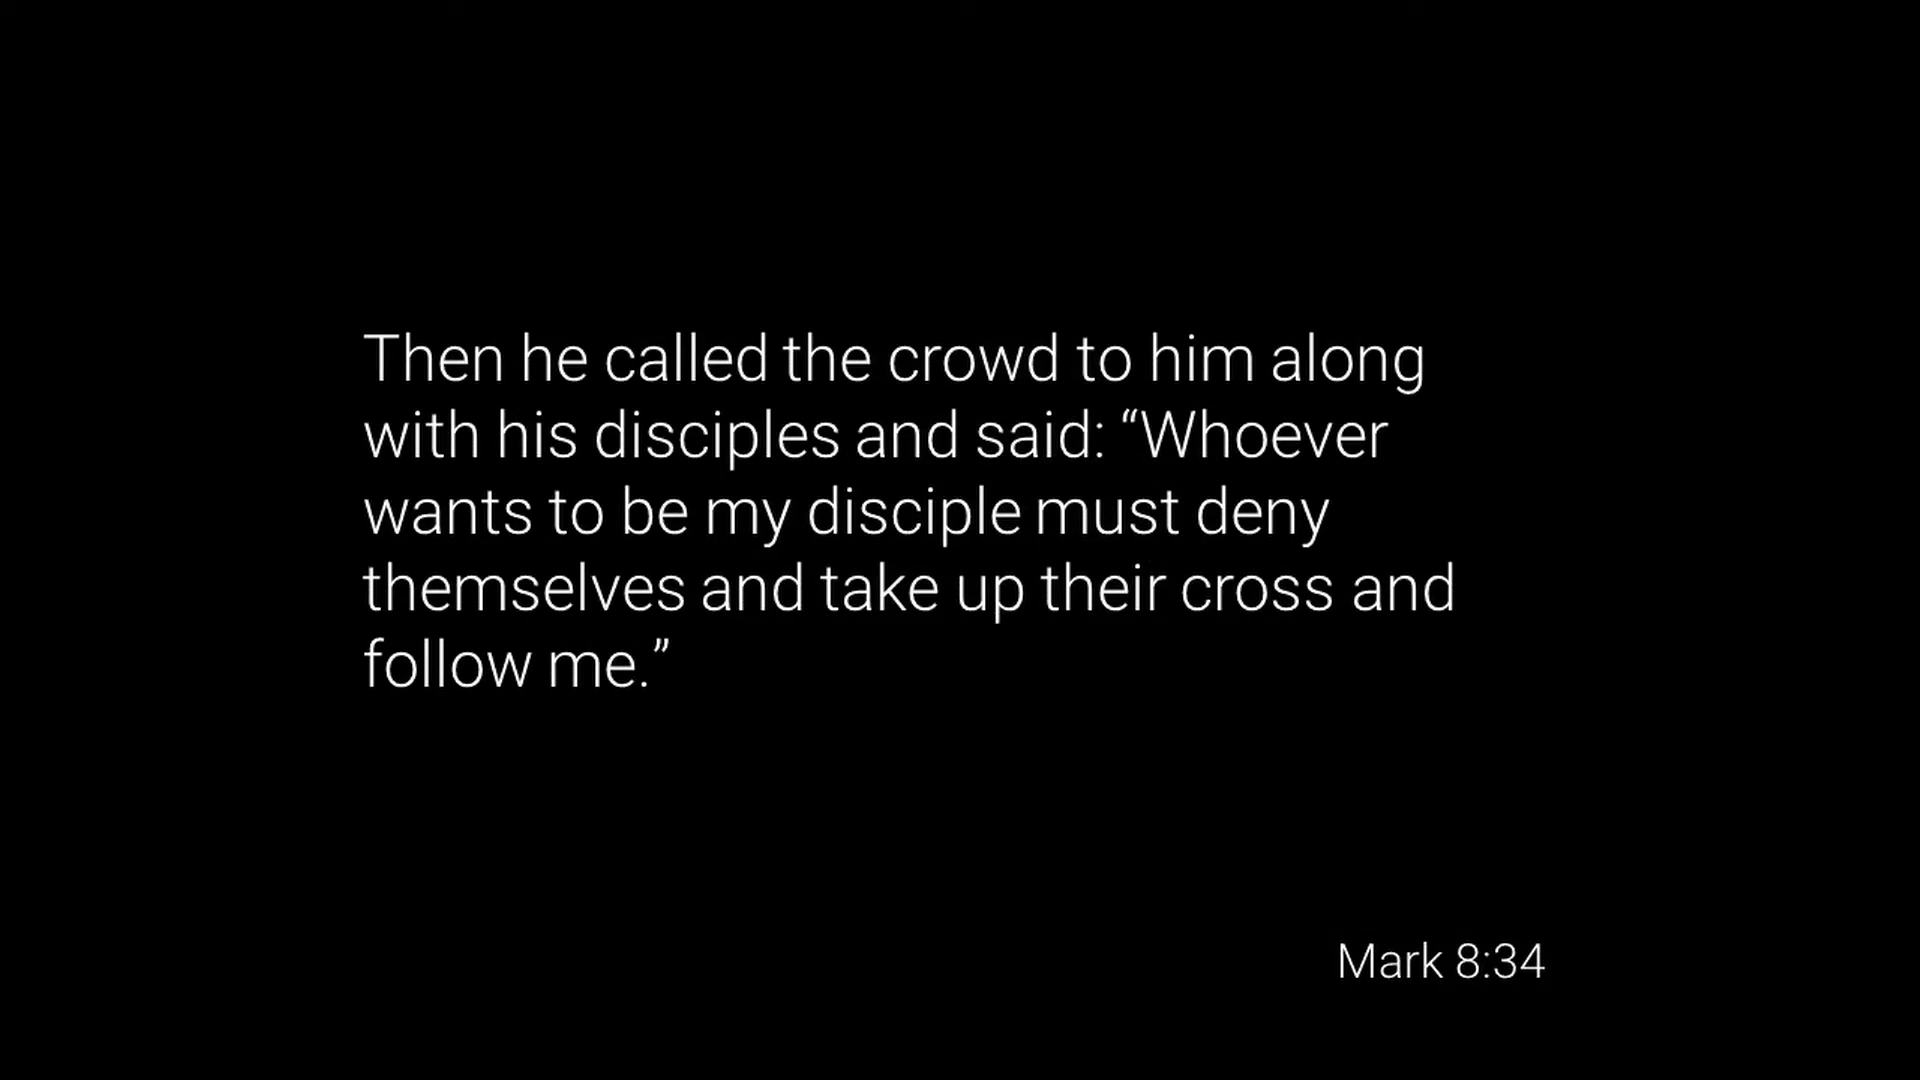 Then he called the crowd to him along
with his disciples and said: “Whoever
wants to be my disciple must deny
themselves and take up their cross and
follow me.”
Mark 8:34